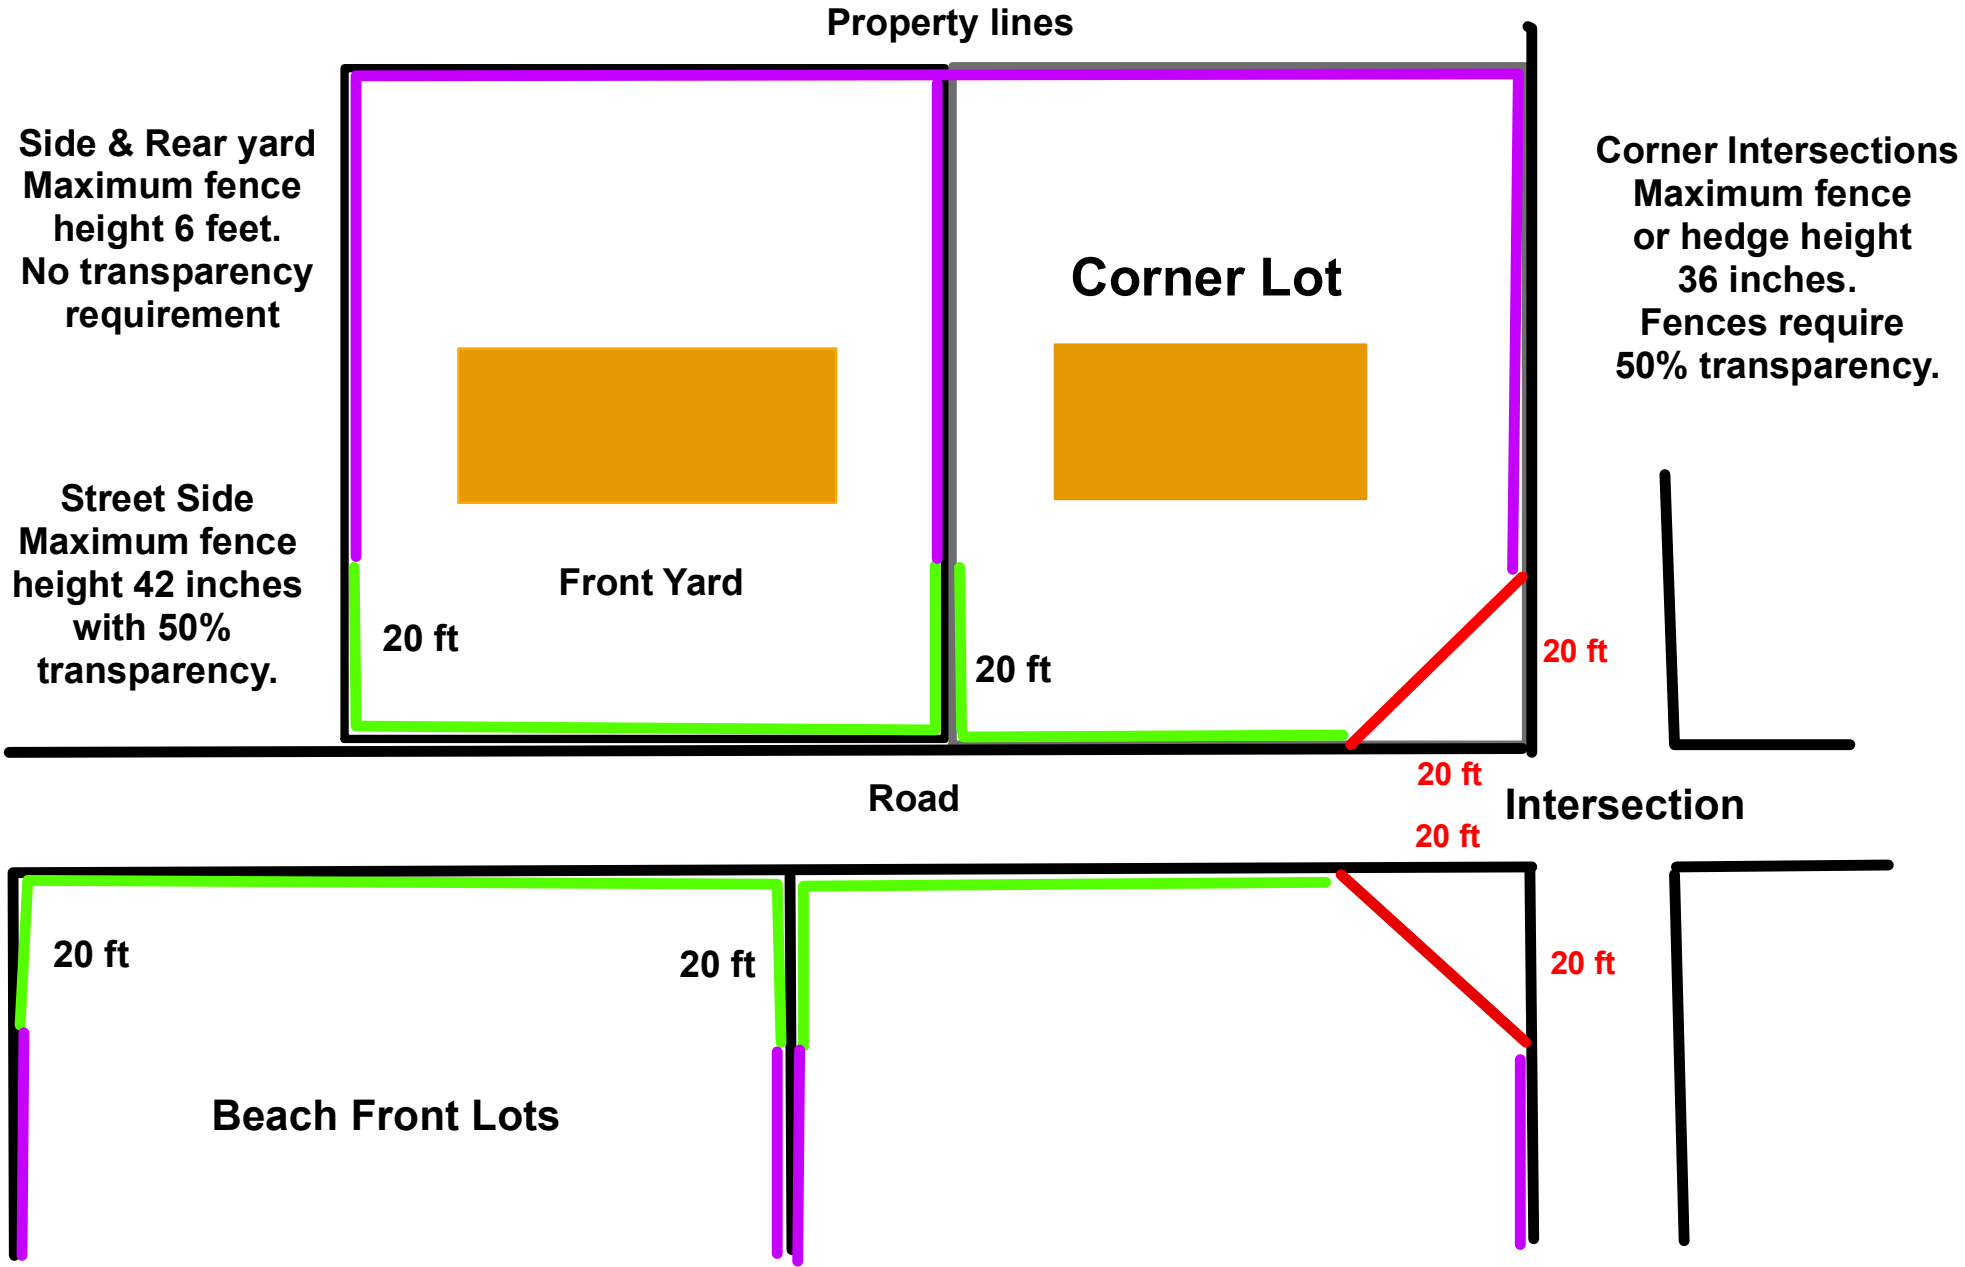 Property lines
Side & Rear yard
Maximum fence
height 6 feet.
No transparency
requirement
Corner Intersections
Maximum fence
or hedge height
36 inches.
Fences require
50% transparency.
Corner Lot
Street Side
Maximum fence
height 42 inches
with 50%
transparency.
Front Yard
20 ft
20 ft
20 ft
20 ft
Road
Intersection
20 ft
20 ft
20 ft
20 ft
Beach Front Lots